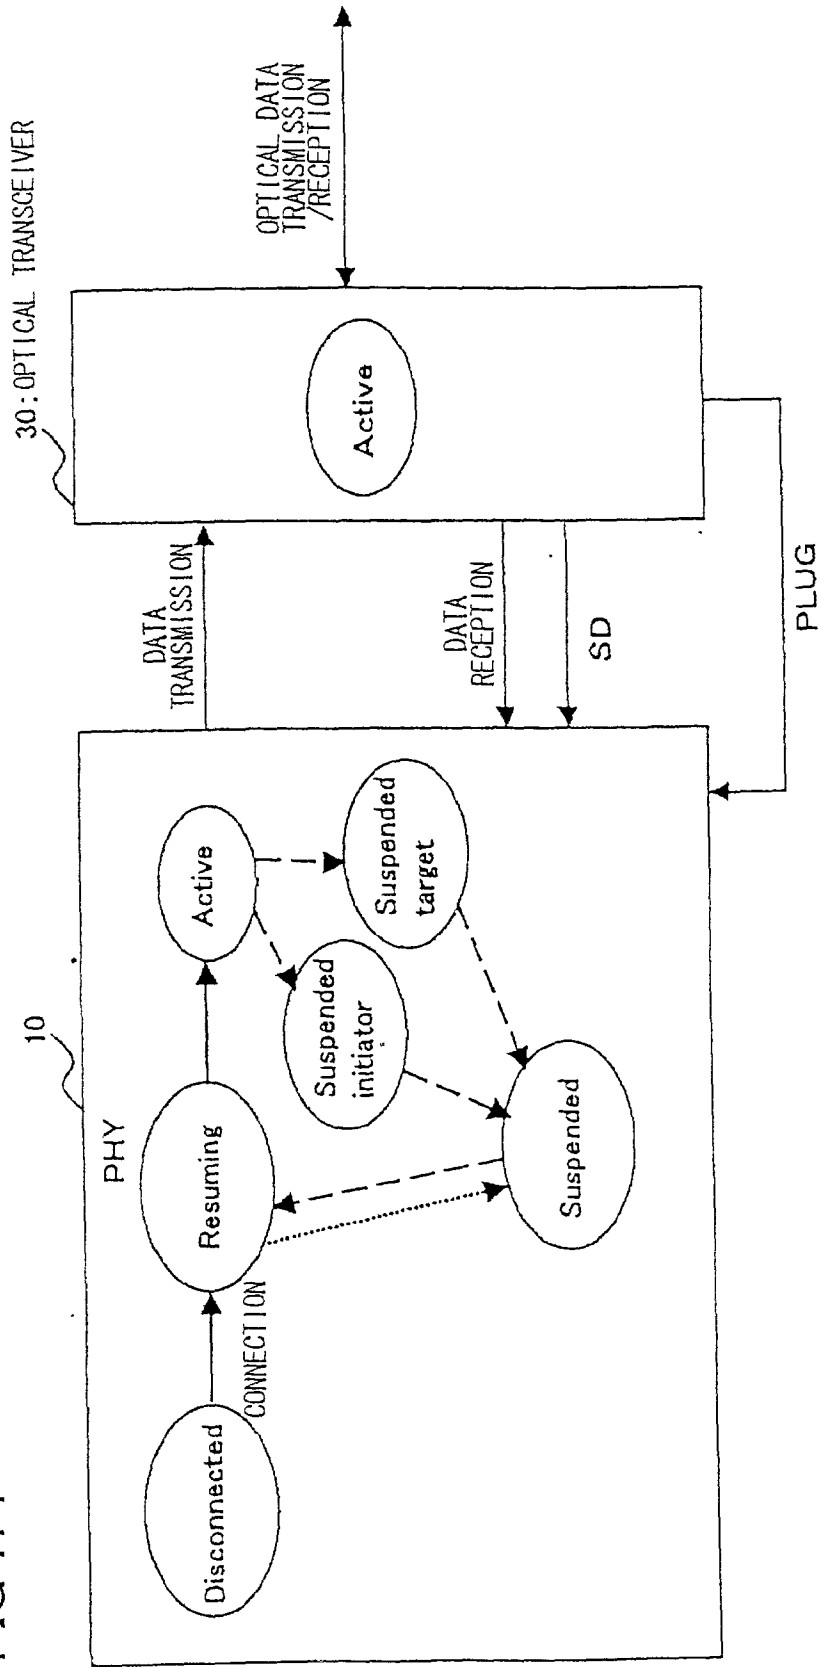 10
PHY
Disconnected
CONNECTION
Resuming
Active
Suspended
initiator
Suspended
target
Suspended
DATA
TRANSMISSION
DATA
RECEPTION
SD
PLUG
30:OPTICAL TRANSCEIVER
Active
OPTICAL DATA
TRANSMISSION
/RECEPTION